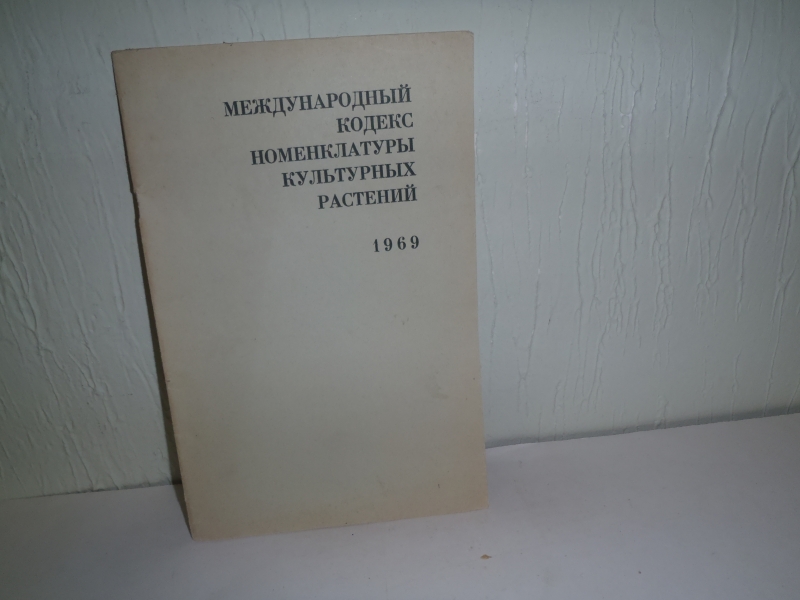 МЕЖДУНАРОДНЫЙ
КОДЕКС
НОМЕНКЛАТУРЫ
КУЛЬТУРНЫХ
РАСТЕНИЙ
1969